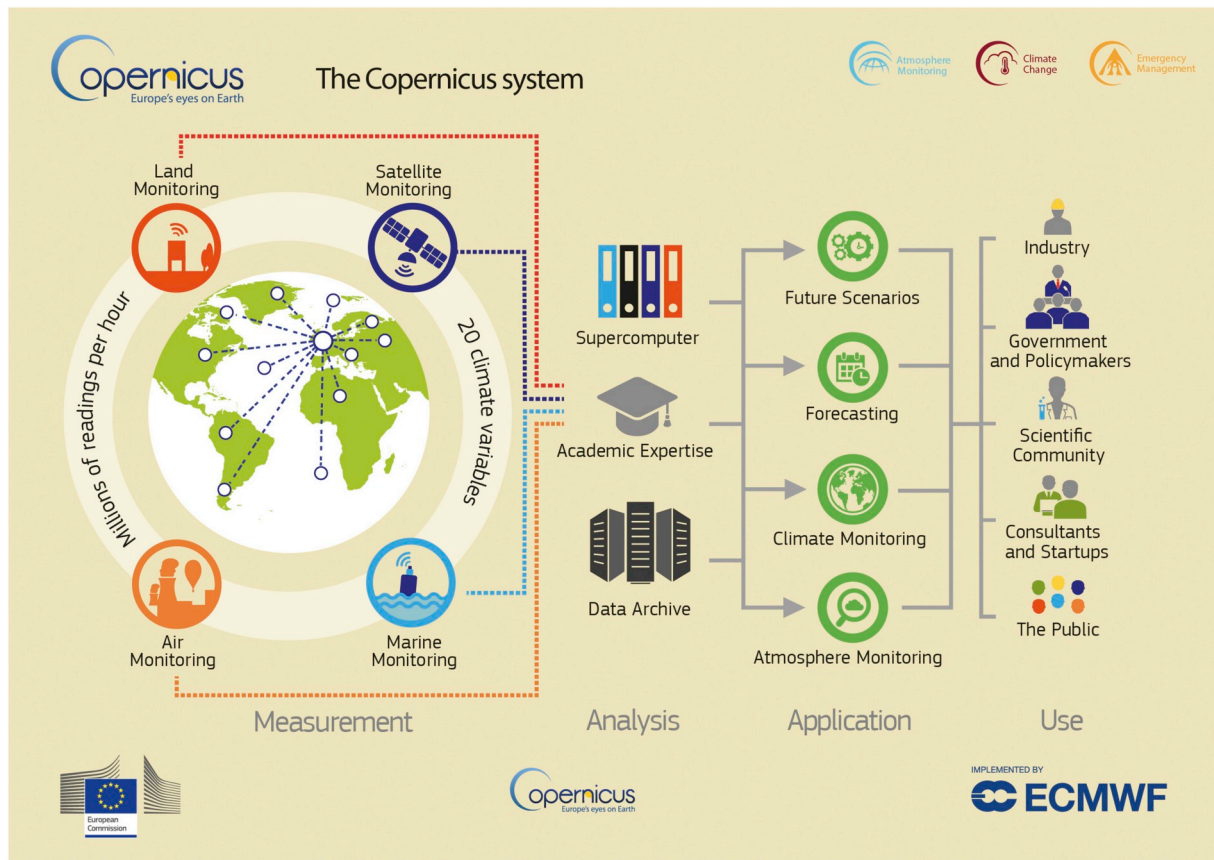 Copernicus
Europe's eyes on Earth
The Copernicus system
Atmosphere
Monitoring
Climate
Change
Emergency
Management
Land
Monitoring
Satellite
Monitoring
Millions of readings per hour
20 climate variables
Air
Monitoring
Marine
Monitoring
Measurement
Supercomputer
Academic Expertise
Data Archive
Analysis
Future Scenarios
Forecasting
Climate Monitoring
Atmosphere Monitoring
Application
Industry
Government
and Policymakers
Scientific
Community
Consultants
and Startups
The Public
Use
European
Commission
Copernicus
Europe's eyes on Earth
IMPLEMENTED BY
ECMWF